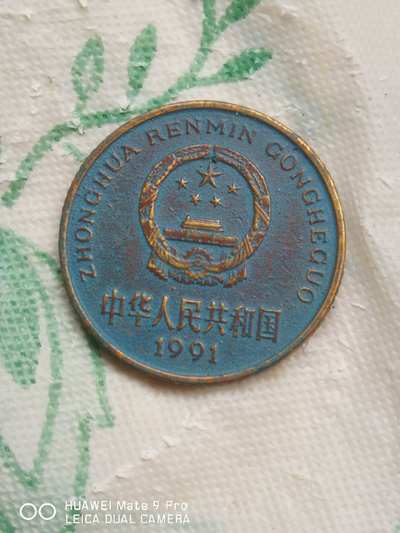 ZHONGHUA RENMIN GONGHEGUO
中华人民共和国
1991
HUAWEI Mate 9 Pro
LEICA DUAL CAMERA